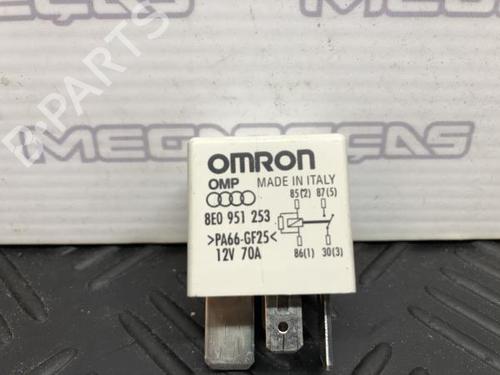 B-PARTS
MEGNAPEÇAS
OMRON
OMP MADE IN ITALY
85(2) 87(5)
8E0 951 253
>PA66-GF25<
12V 70A
86(1) 30(3)